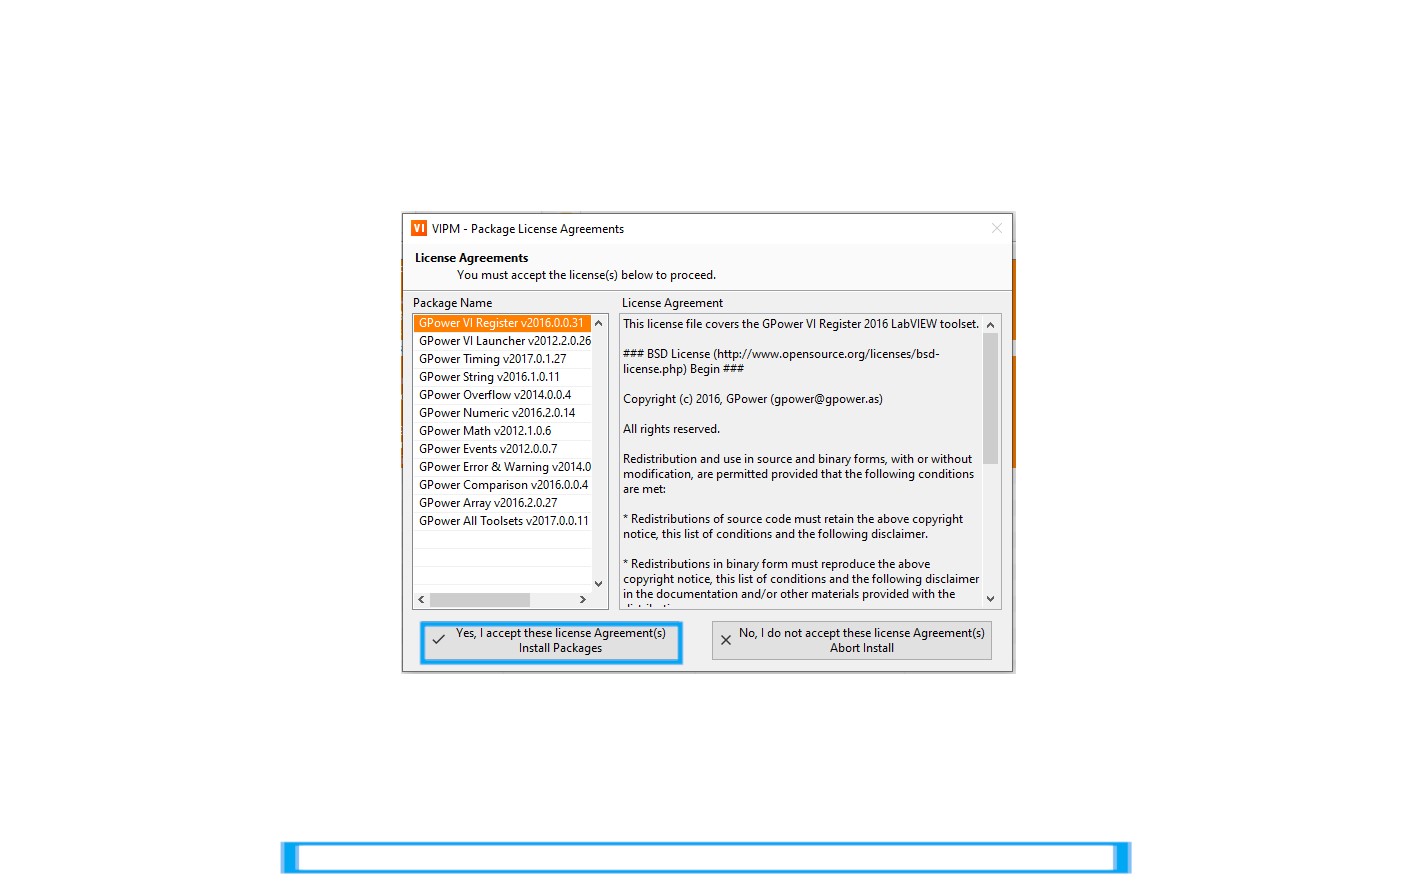 VI VIPM - Package License Agreements
License Agreements
You must accept the license(s) below to proceed.
Package Name
GPower VI Register v2016.0.0.31
GPower VI Launcher v2012.2.0.26
GPower Timing v2017.0.1.27
GPower String v2016.1.0.11
GPower Overflow v2014.0.0.4
GPower Numeric v2016.2.0.14
GPower Math v2012.1.0.6
GPower Events v2012.0.0.7
GPower Error & Warning v2014.0
GPower Comparison v2016.0.0.4
GPower Array v2016.2.0.27
GPower All Toolsets v2017.0.0.11
License Agreement
This license file covers the GPower VI Register 2016 LabVIEW toolset.
### BSD License (http://www.opensource.org/licenses/bsd-
license.php) Begin ###
Copyright (c) 2016, GPower (gpower@gpower.as)
All rights reserved.
Redistribution and use in source and binary forms, with or without
modification, are permitted provided that the following conditions
are met:
* Redistributions of source code must retain the above copyright
notice, this list of conditions and the following disclaimer.
* Redistributions in binary form must reproduce the above
copyright notice, this list of conditions and the following disclaimer
in the documentation and/or other materials provided with the
Yes, I accept these license Agreement(s)
Install Packages
No, I do not accept these license Agreement(s)
Abort Install